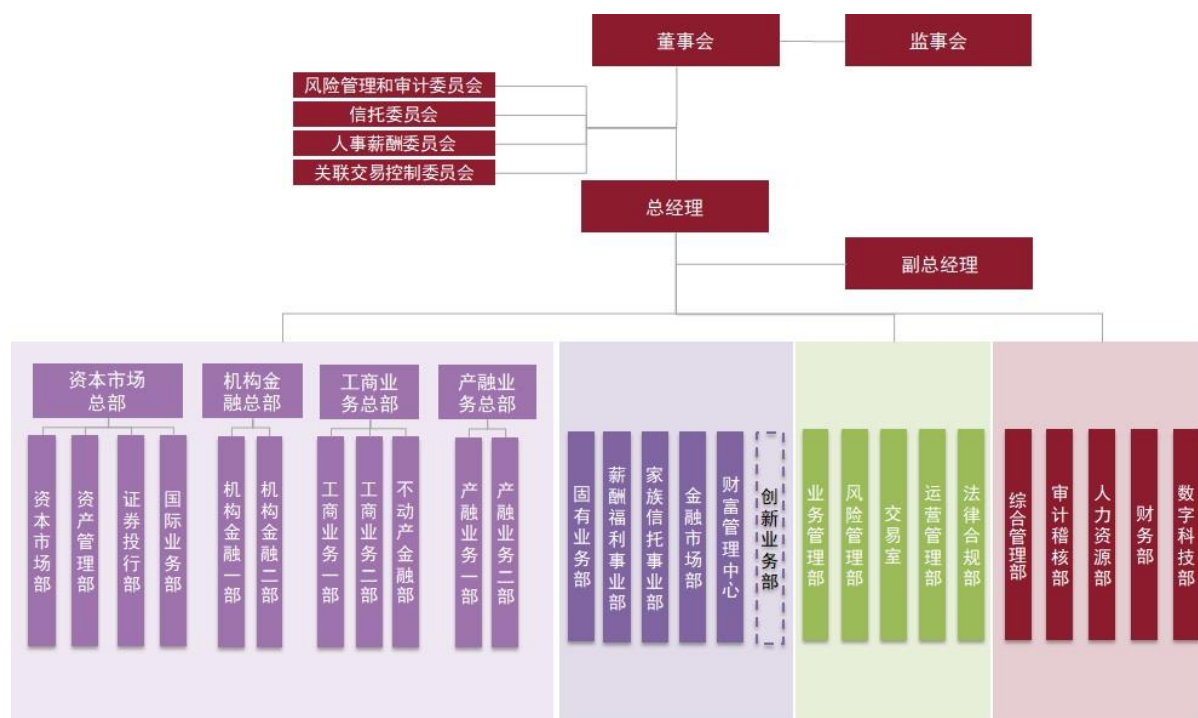 董事会
监事会
风险管理和审计委员会
信托委员会
人事薪酬委员会
关联交易控制委员会
总经理
副总经理
资本市场
总部
机构金
融总部
工商业
务总部
产融业
务总部
资本市场部
资产管理部
证券投行部
国际业务部
机构金融一部
机构金融二部
工商业务一部
工商业务二部
不动产金融部
产融业务一部
产融业务二部
固有业务部
薪酬福利事业部
家族信托事业部
金融市场部
财富管理中心
创新业务部
业务管理部
风险管理部
交易室
运营管理部
法律合规部
综合管理部
审计稽核部
人力资源部
财务部
数字科技部